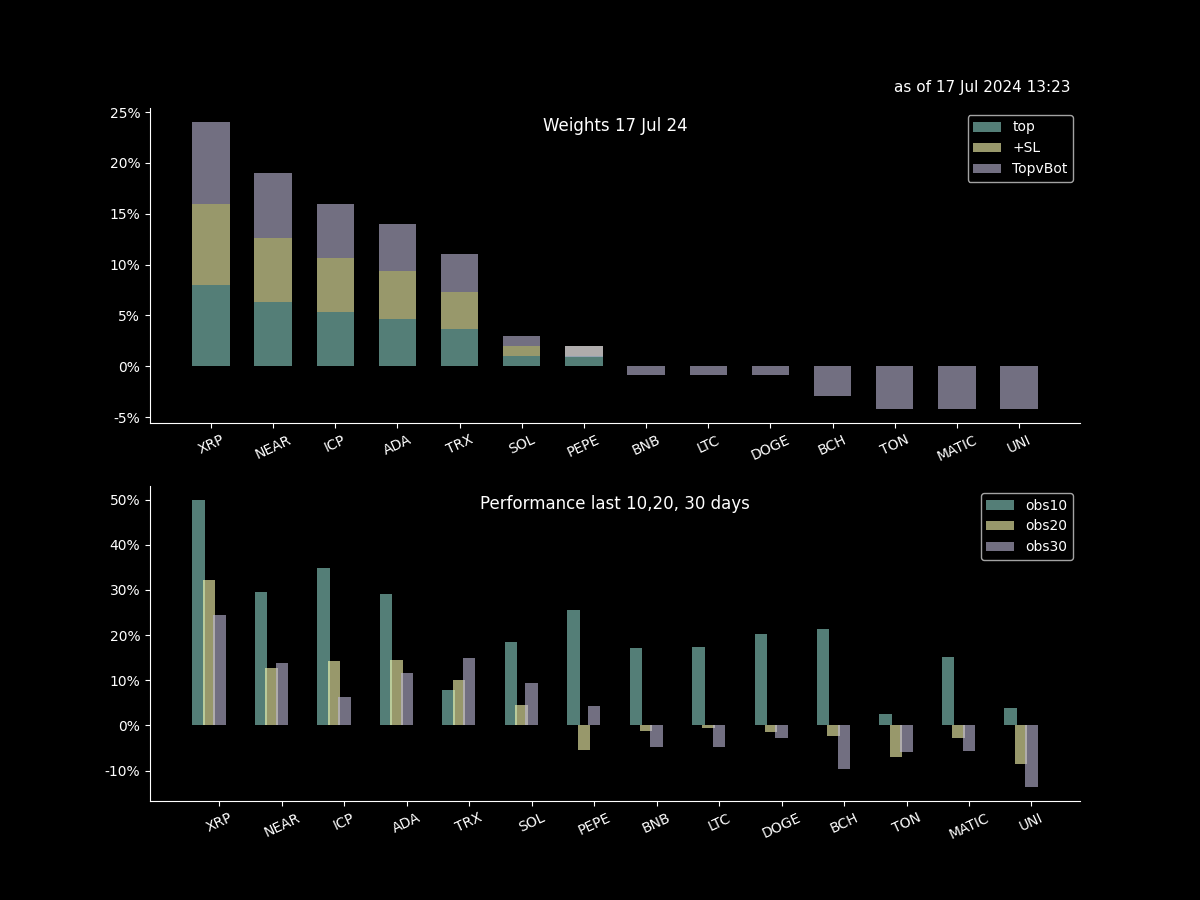 as of 17 Jul 2024 13:23
Weights 17 Jul 24
top
+SL
TopvBot
25%
20%
15%
10%
5%
0%
-5%
XRP NEAR ICP ADA TRX SOL PEPE BNB LTC DOGE BCH TON MATIC UNI
Performance last 10,20, 30 days
obs10
obs20
obs30
50%
40%
30%
20%
10%
0%
-10%
XRP NEAR ICP ADA TRX SOL PEPE BNB LTC DOGE BCH TON MATIC UNI